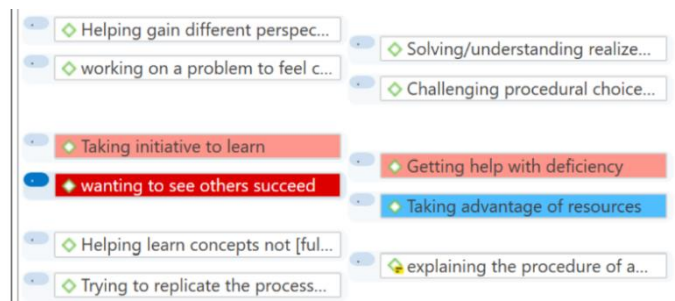 Helping gain different perspec...
working on a problem to feel c...
Taking initiative to learn
wanting to see others succeed
Helping learn concepts not [ful...
Trying to replicate the process...
Solving/understanding realize...
Challenging procedural choice...
Getting help with deficiency
Taking advantage of resources
explaining the procedure of a...